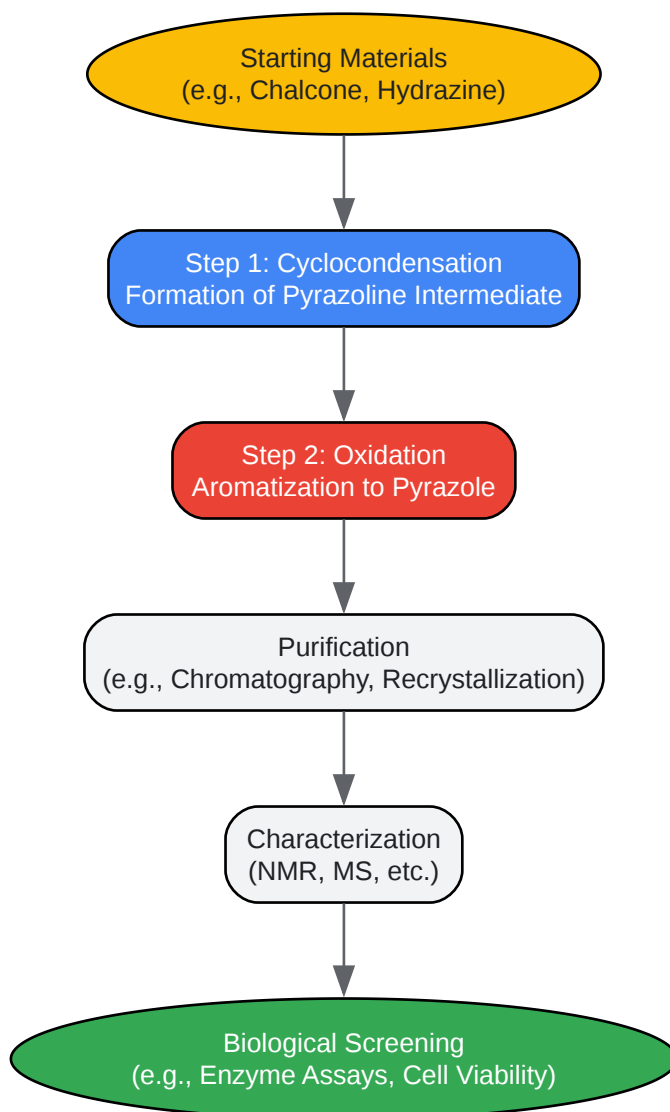 Starting Materials
(e.g., Chalcone, Hydrazine)
Step 1: Cyclocondensation
Formation of Pyrazoline Intermediate
Step 2: Oxidation
Aromatization to Pyrazole
Purification
(e.g., Chromatography, Recrystallization)
Characterization
(NMR, MS, etc.)
Biological Screening
(e.g., Enzyme Assays, Cell Viability)